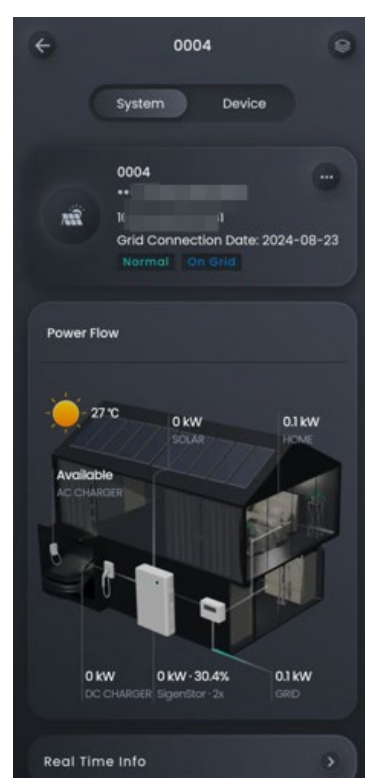 0004
System Device
0004
Grid Connection Date: 2024-08-23
Normal On Grid
Power Flow
27 °C
0 kW
SOLAR
0.1 kW
HOME
Available
AC CHARGER
0 kW
DC CHARGER
0 kW · 30.4%
SigenStor · 2x
0.1 kW
GRID
Real Time Info